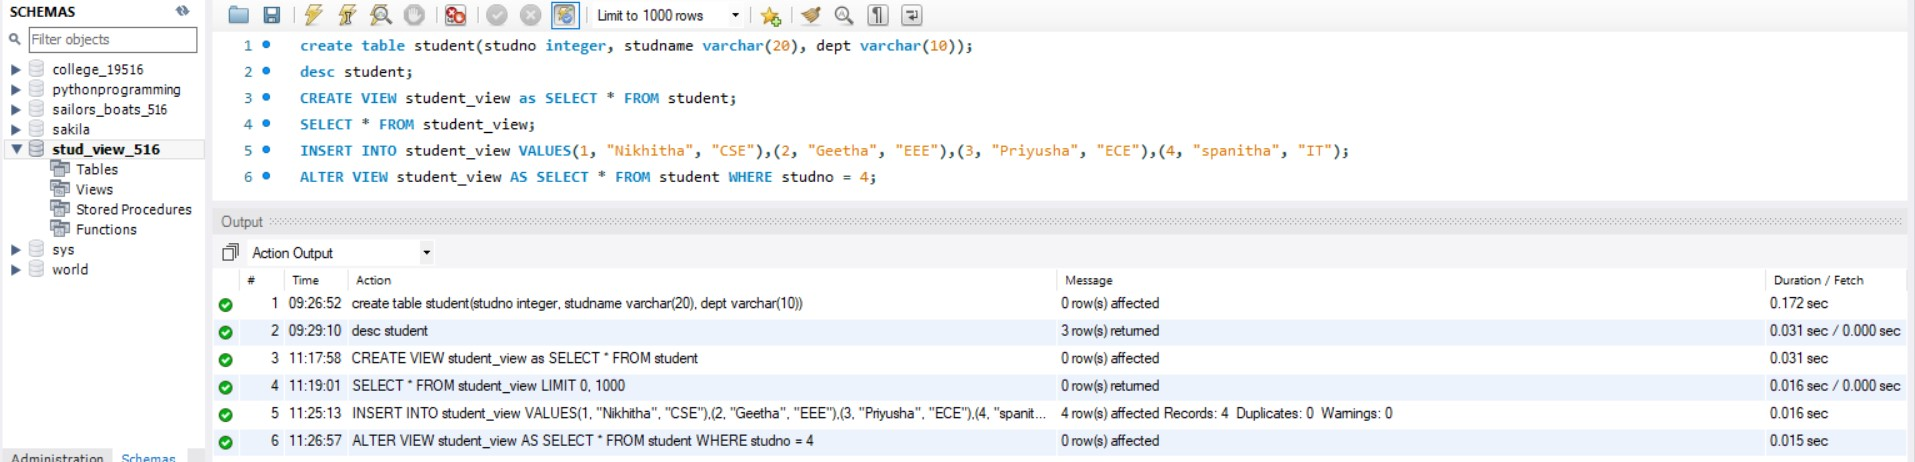 SCHEMAS
Filter objects
college_19516
pythonprogramming
sailors_boats_516
sakila
stud_view_516
Tables
Views
Stored Procedures
Functions
sys
world
Administration Schemas
Limit to 1000 rows
1 create table student(studno integer, studname varchar(20), dept varchar(10));
2 desc student;
3 CREATE VIEW student_view as SELECT * FROM student;
4 SELECT * FROM student_view;
5 INSERT INTO student_view VALUES(1, "Nikhitha", "CSE"),(2, "Geetha", "EEE"),(3, "Priyusha", "ECE"),(4, "spanitha", "IT");
6 ALTER VIEW student_view AS SELECT * FROM student WHERE studno = 4;
Output
Action Output
# Time Action Message Duration / Fetch
1 09:26:52 create table student(studno integer, studname varchar(20), dept varchar(10)) 0 row(s) affected 0.172 sec
2 09:29:10 desc student 3 row(s) returned 0.031 sec / 0.000 sec
3 11:17:58 CREATE VIEW student_view as SELECT * FROM student 0 row(s) affected 0.031 sec
4 11:19:01 SELECT * FROM student_view LIMIT 0, 1000 0 row(s) returned 0.016 sec / 0.000 sec
5 11:25:13 INSERT INTO student_view VALUES(1, "Nikhitha", "CSE"),(2, "Geetha", "EEE"),(3, "Priyusha", "ECE"),(4, "spanit... 4 row(s) affected Records: 4 Duplicates: 0 Warnings: 0 0.016 sec
6 11:26:57 ALTER VIEW student_view AS SELECT * FROM student WHERE studno = 4 0 row(s) affected 0.015 sec